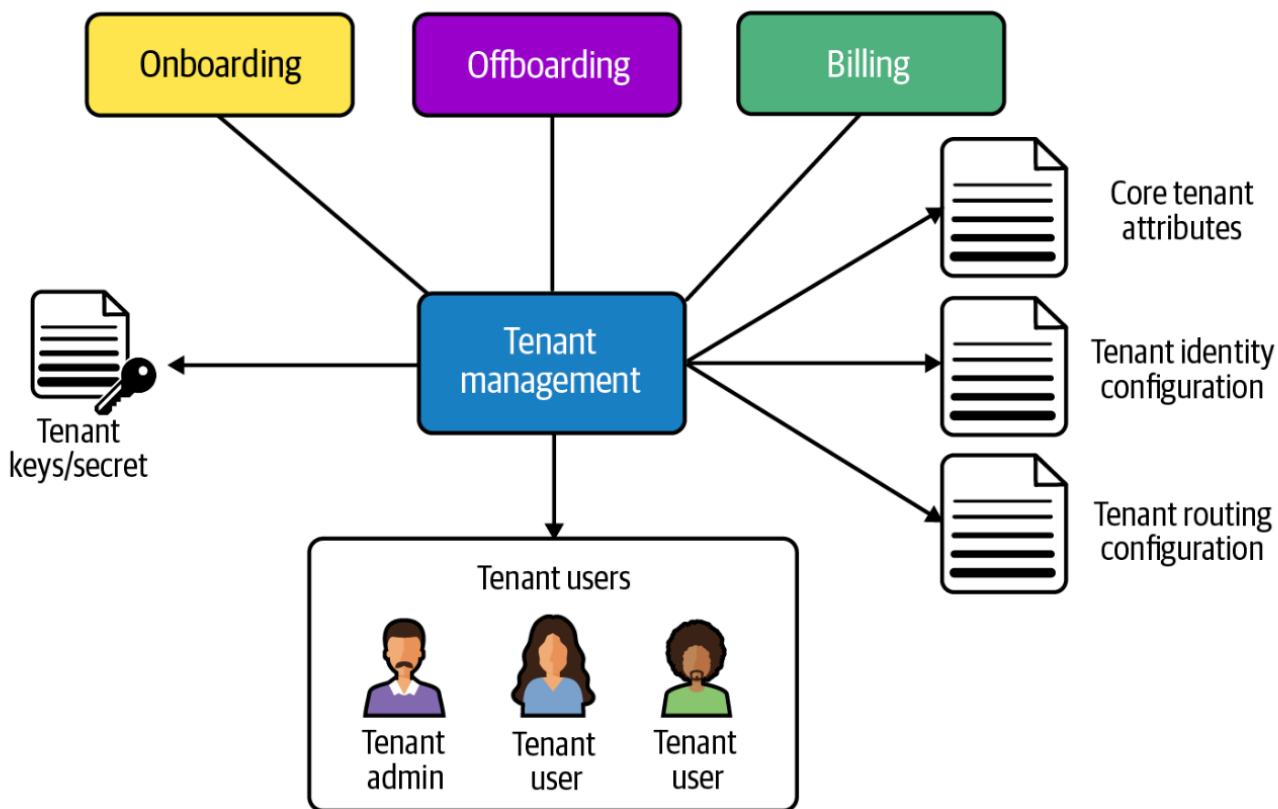 Onboarding
Offboarding
Billing
Core tenant
attributes
Tenant
management
Tenant identity
configuration
Tenant
keys/secret
Tenant routing
configuration
Tenant users
Tenant
admin
Tenant
user
Tenant
user